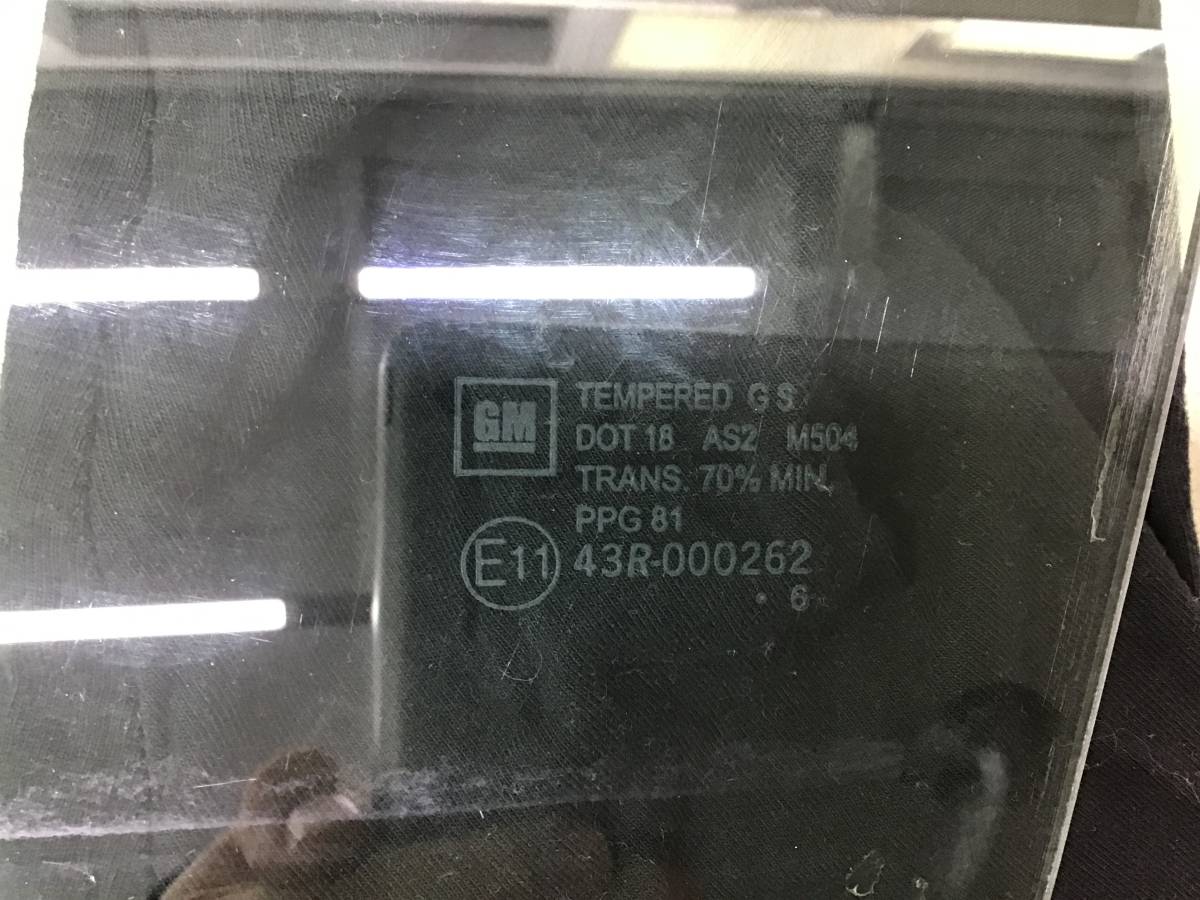 GM
TEMPERED G S
DOT 18 AS2 M504
TRANS. 70% MIN.
PPG 81
E11 43R-000262
. 6